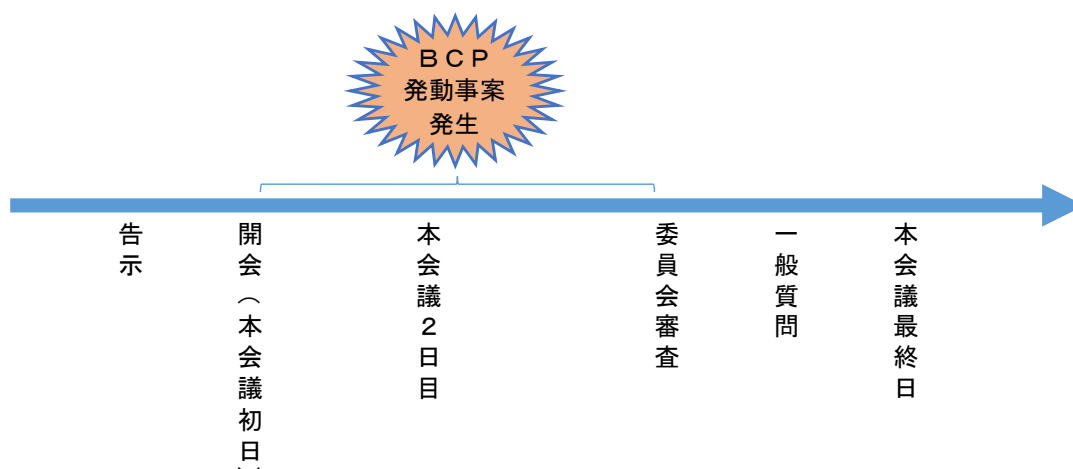 BCP
発動事案
発生
告示
開会(本会議初日)
本会議2日目
委員会審査
一般質問
本会議最終日